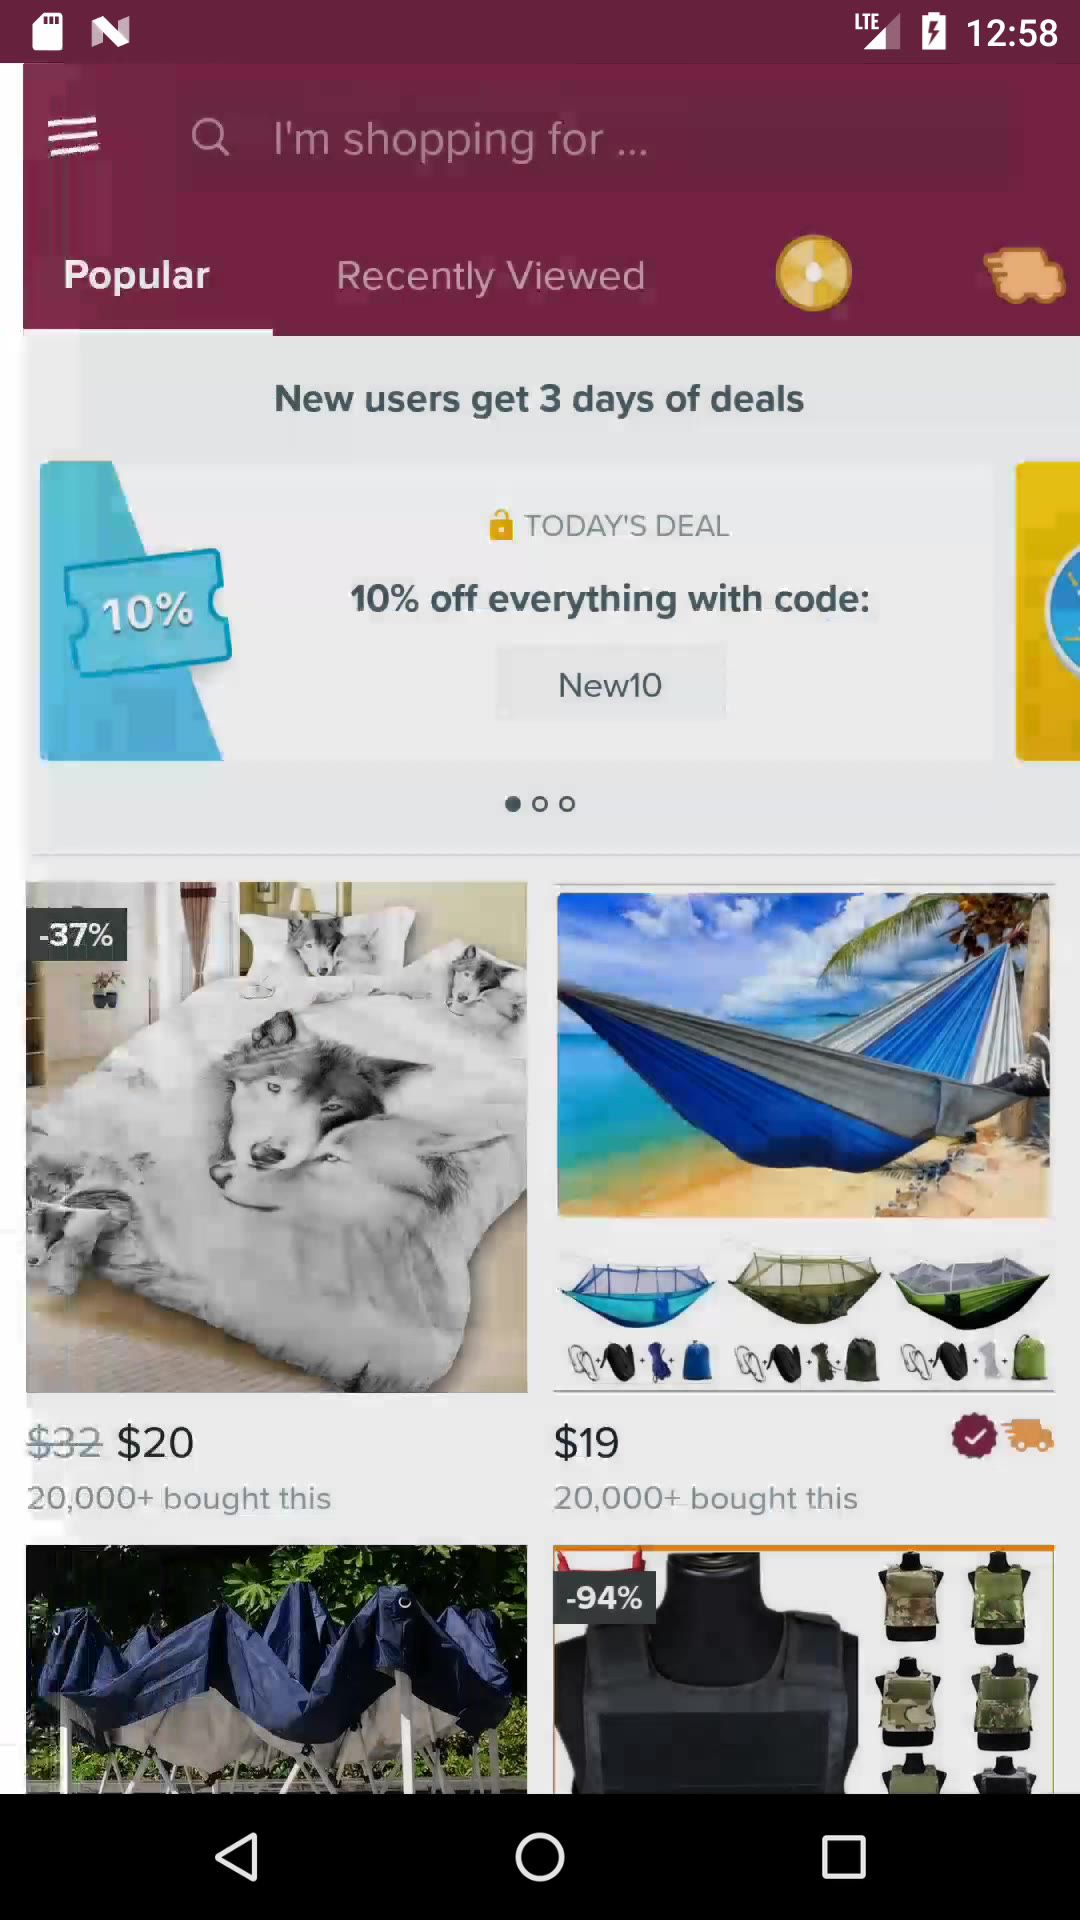 LTE 12:58
I'm shopping for ...
Popular
Recently Viewed
New users get 3 days of deals
TODAY'S DEAL
10%
10% off everything with code:
New10
-37%
$32 $20
20,000+ bought this
$19
20,000+ bought this
-94%